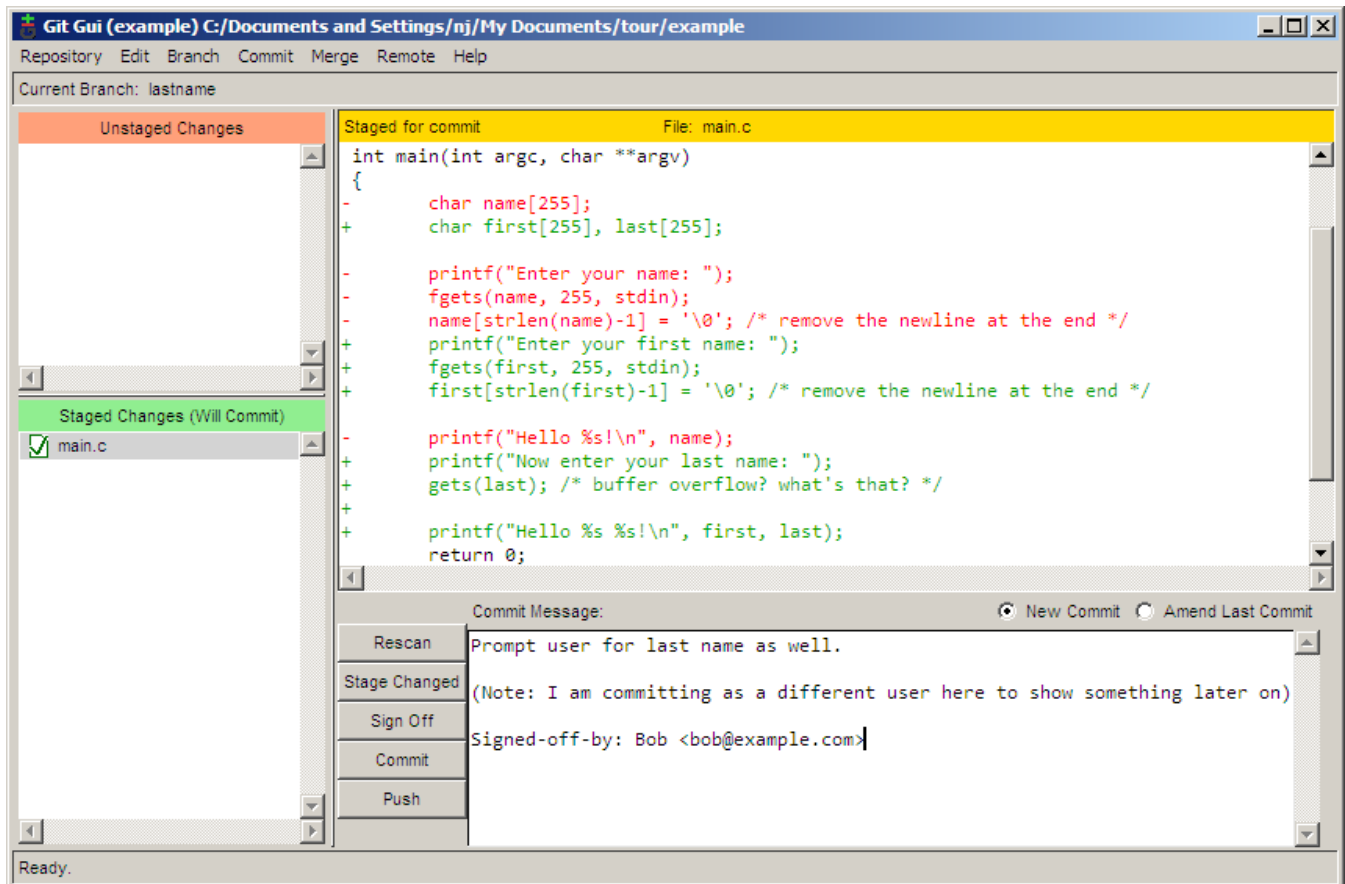 Git Gui (example) C:/Documents and Settings/nj/My Documents/tour/example
Repository Edit Branch Commit Merge Remote Help
Current Branch: lastname
Unstaged Changes
Staged Changes (Will Commit)
main.c
Staged for commit File: main.c
int main(int argc, char **argv)
{
- char name[255];
+ char first[255], last[255];
- printf("Enter your name: ");
- fgets(name, 255, stdin);
- name[strlen(name)-1] = '\0'; /* remove the newline at the end */
+ printf("Enter your first name: ");
+ fgets(first, 255, stdin);
+ first[strlen(first)-1] = '\0'; /* remove the newline at the end */
- printf("Hello %s!\n", name);
+ printf("Now enter your last name: ");
+ gets(last); /* buffer overflow? what's that? */
+
+ printf("Hello %s %s!\n", first, last);
return 0;
Commit Message: New Commit Amend Last Commit
Rescan
Stage Changed
Sign Off
Commit
Push
Prompt user for last name as well.
(Note: I am committing as a different user here to show something later on)
Signed-off-by: Bob <bob@example.com>
Ready.